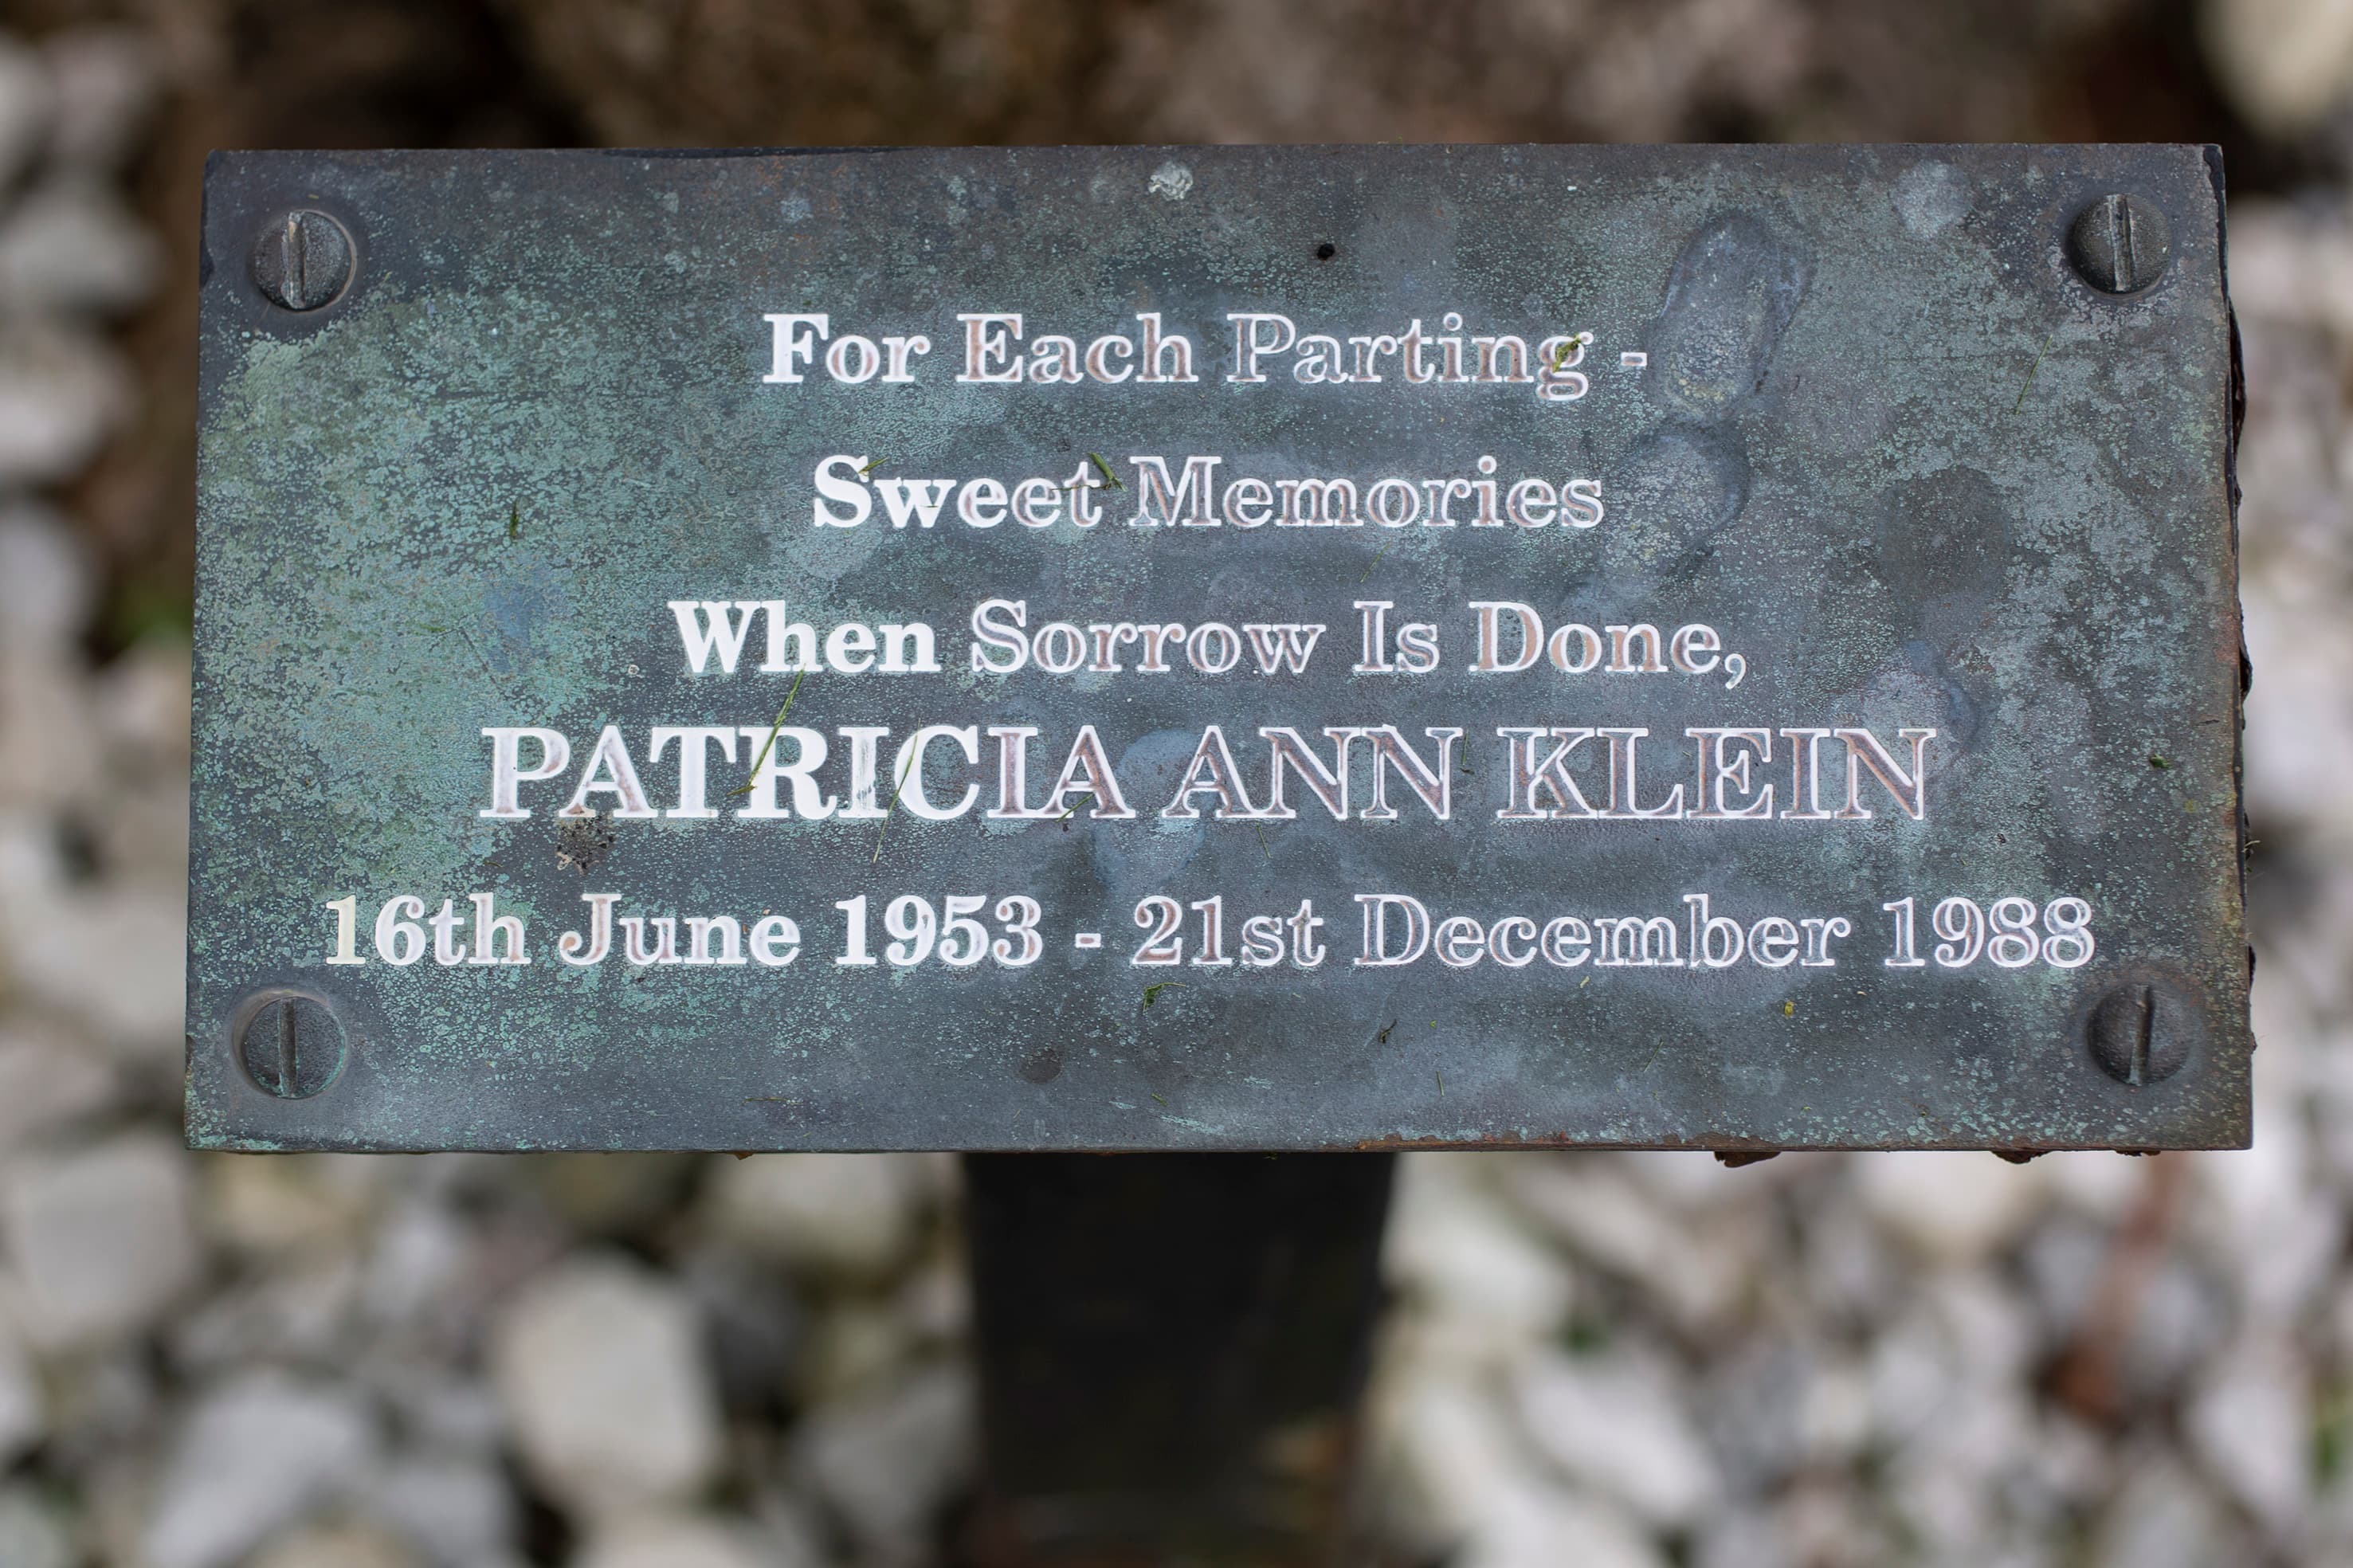 For Each Parting -
Sweet Memories
When Sorrow Is Done,
PATRICIA ANN KLEIN
16th June 1953 - 21st December 1988